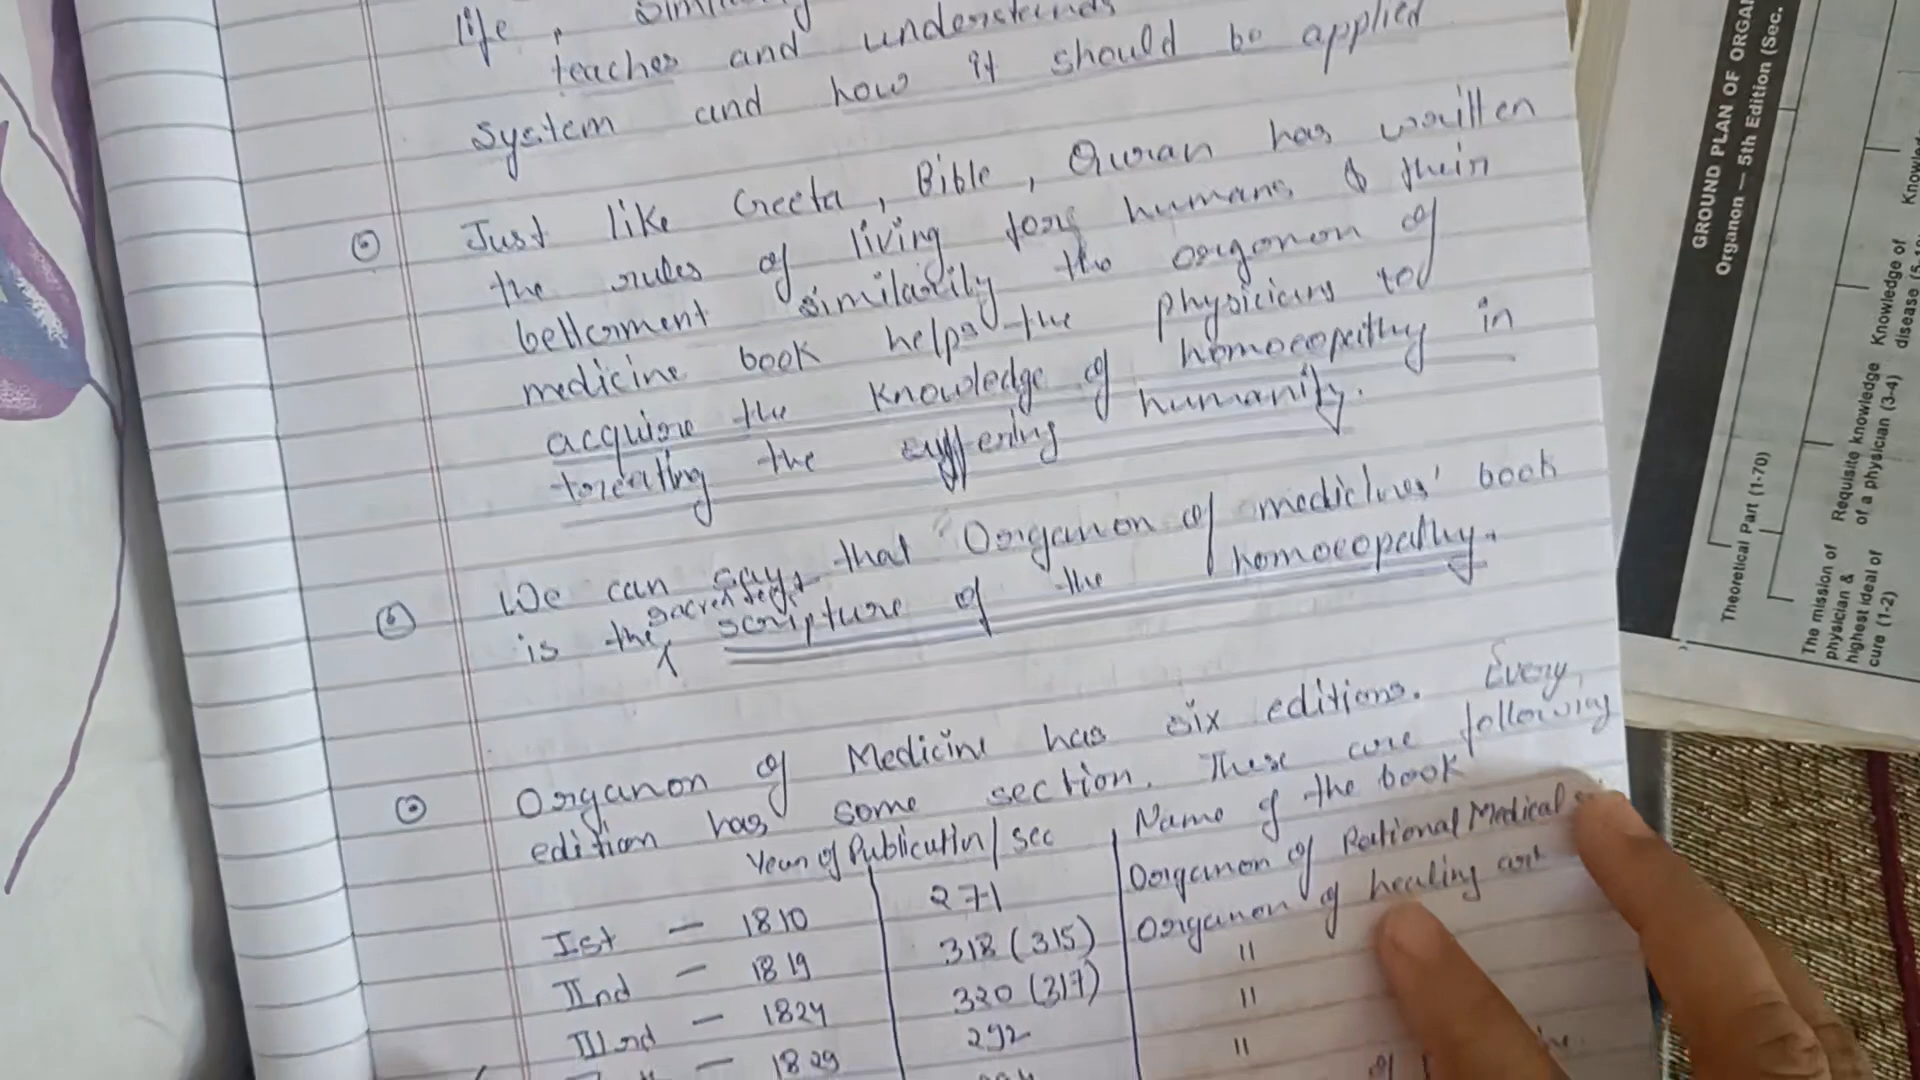 life,
teaches and understands
system and how it should be applied
Just like Geeta, Bible, Quran has written
the rules of living for humans & their
betterment similarily the orgonon of
medicine book helps the physicians to
acquire the knowledge of homoeopathy in
treating the suffering humanity.
We can say that "Organon of medicines' book
is the sacred scripture of the homoeopathy.
Organon of Medicine has six editions. Every
edition has some section. These are following
Year of Publication | sec | Name of the book
Ist — 1810 271 Organon of Rational Medical
IInd — 1819 318 (315) Organon of healing art
IIIrd — 1824 320 (317) "
— 1829 292 "
"
GROUND PLAN OF
Organon — 5th Edition (Sec.
Theoretical Part (1-70)
The mission of
physician &
highest ideal of
cure (1-2)
Requisite knowledge
of a physician (3-4)
Knowledge of
disease